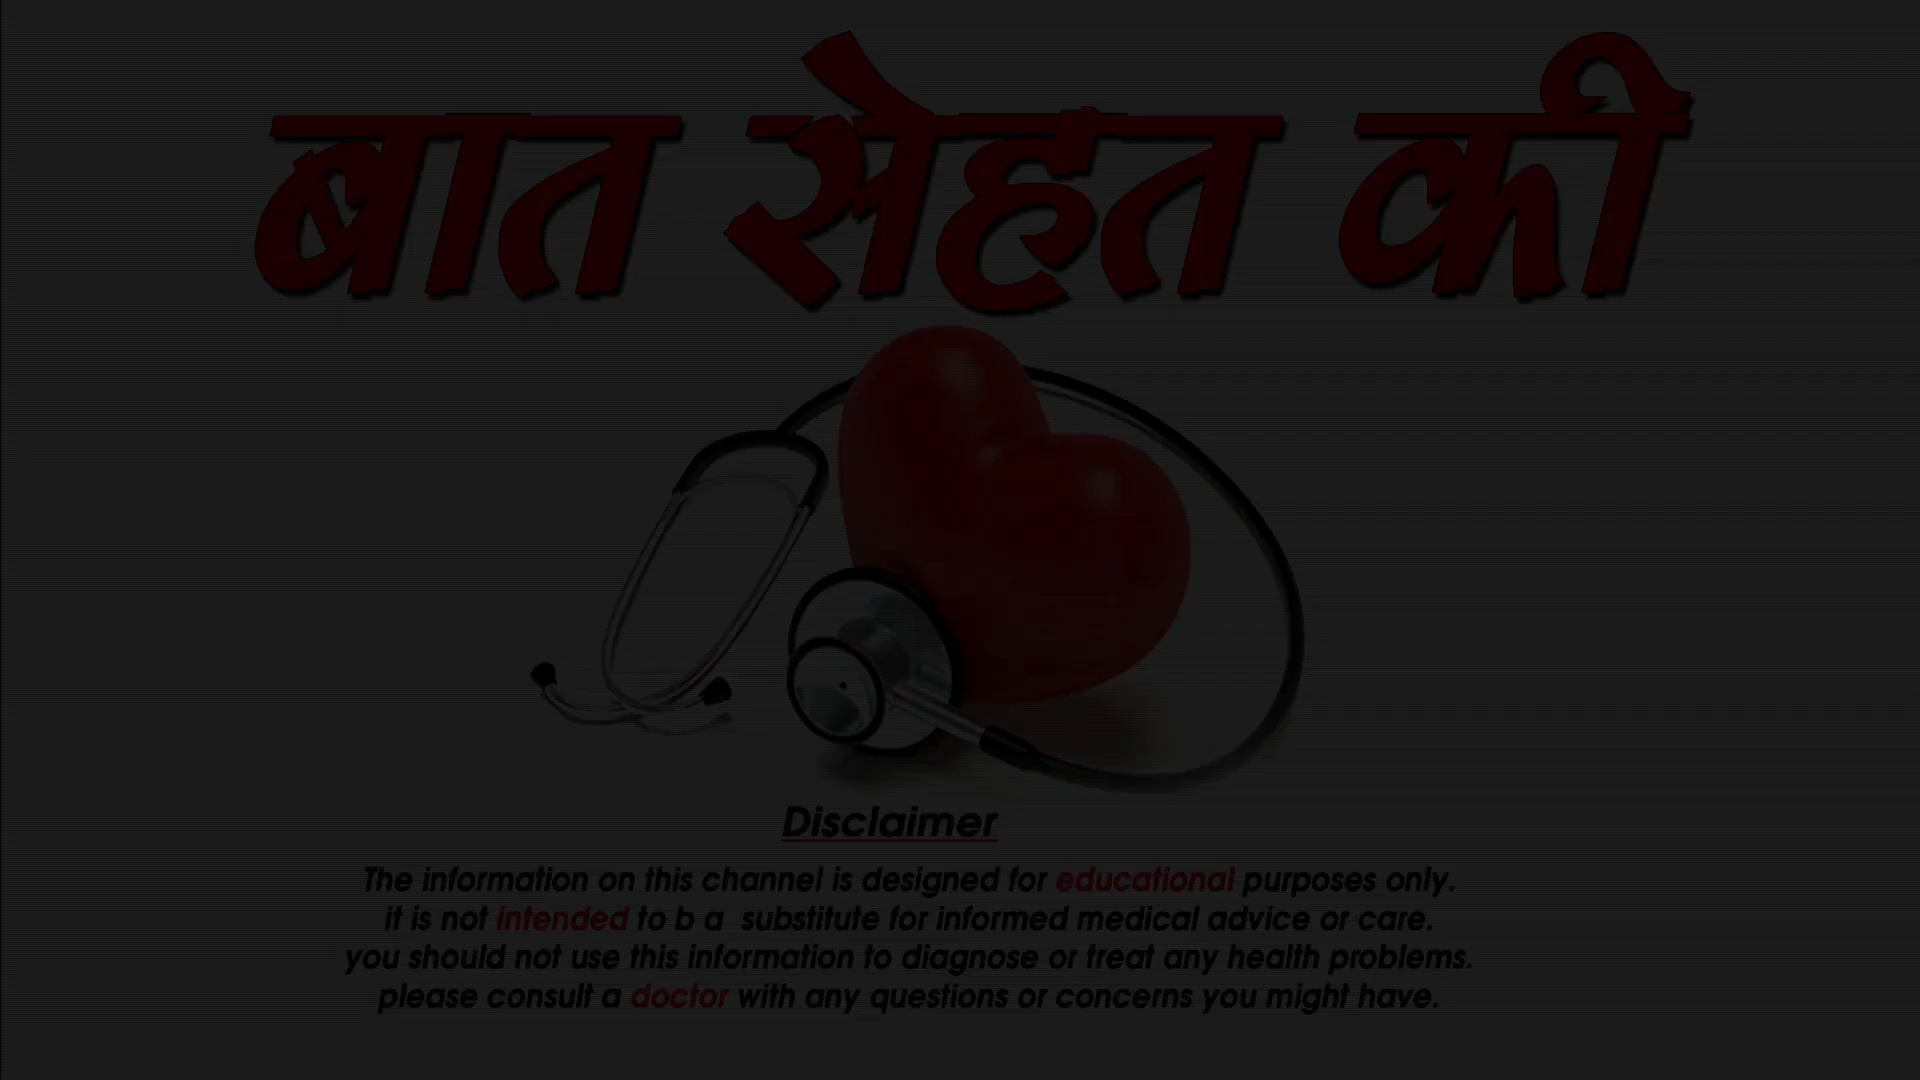 बात सेहत की
Disclaimer
The information on this channel is designed for educational purposes only.
it is not intended to b a substitute for informed medical advice or care.
you should not use this information to diagnose or treat any health problems.
please consult a doctor with any questions or concerns you might have.